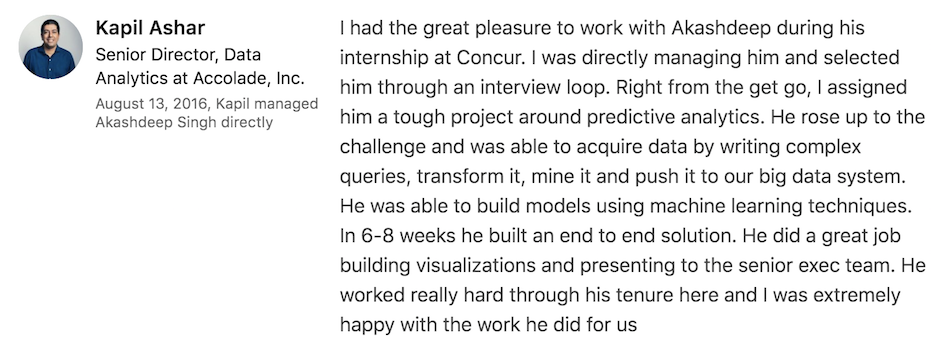 Kapil Ashar
Senior Director, Data
Analytics at Accolade, Inc.
August 13, 2016, Kapil managed
Akashdeep Singh directly
I had the great pleasure to work with Akashdeep during his
internship at Concur. I was directly managing him and selected
him through an interview loop. Right from the get go, I assigned
him a tough project around predictive analytics. He rose up to the
challenge and was able to acquire data by writing complex
queries, transform it, mine it and push it to our big data system.
He was able to build models using machine learning techniques.
In 6-8 weeks he built an end to end solution. He did a great job
building visualizations and presenting to the senior exec team. He
worked really hard through his tenure here and I was extremely
happy with the work he did for us